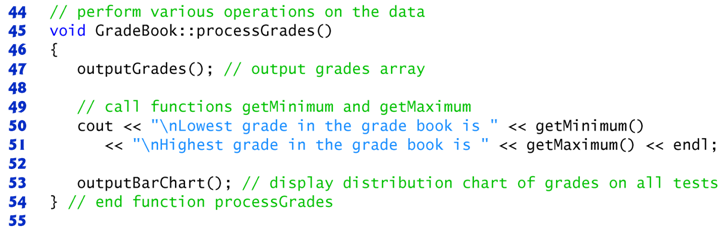 44 // perform various operations on the data
45 void GradeBook::processGrades()
46 {
47    outputGrades(); // output grades array
48
49    // call functions getMinimum and getMaximum
50    cout << "\nLowest grade in the grade book is " << getMinimum()
51       << "\nHighest grade in the grade book is " << getMaximum() << endl;
52
53    outputBarChart(); // display distribution chart of grades on all tests
54 } // end function processGrades
55